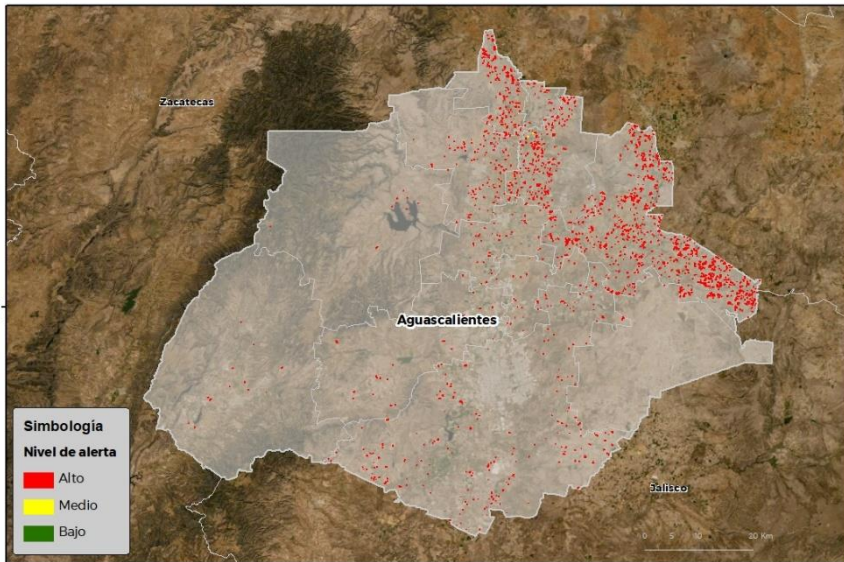 Zacatecas
Aguascalientes
Simbología
Nivel de alerta
Alto
Medio
Bajo
Jalisco
0 5 10 20 Km